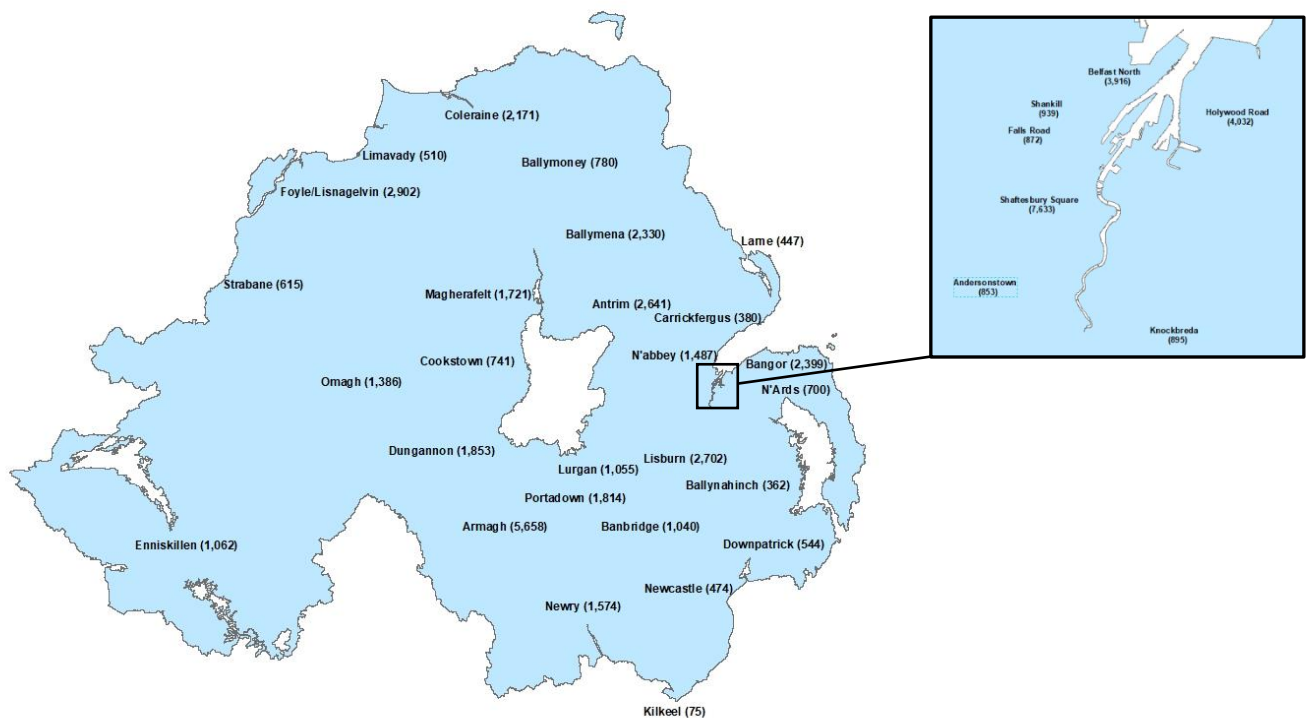 Coleraine (2,171)
Limavady (510)
Ballymoney (780)
Foyle/Lisnagelvin (2,902)
Ballymena (2,330)
Larne (447)
Strabane (615)
Magherafelt (1,721)
Antrim (2,641)
Carrickfergus (380)
Cookstown (741)
N'abbey (1,487)
Bangor (2,399)
Omagh (1,386)
N'Ards (700)
Dungannon (1,853)
Lurgan (1,055)
Lisburn (2,702)
Ballynahinch (362)
Portadown (1,814)
Armagh (5,658)
Banbridge (1,040)
Enniskillen (1,062)
Downpatrick (544)
Newcastle (474)
Newry (1,574)
Kilkeel (75)
Belfast North
(3,916)
Shankill
(939)
Holywood Road
(4,032)
Falls Road
(872)
Shaftesbury Square
(7,633)
Andersonstown
(853)
Knockbreda
(895)